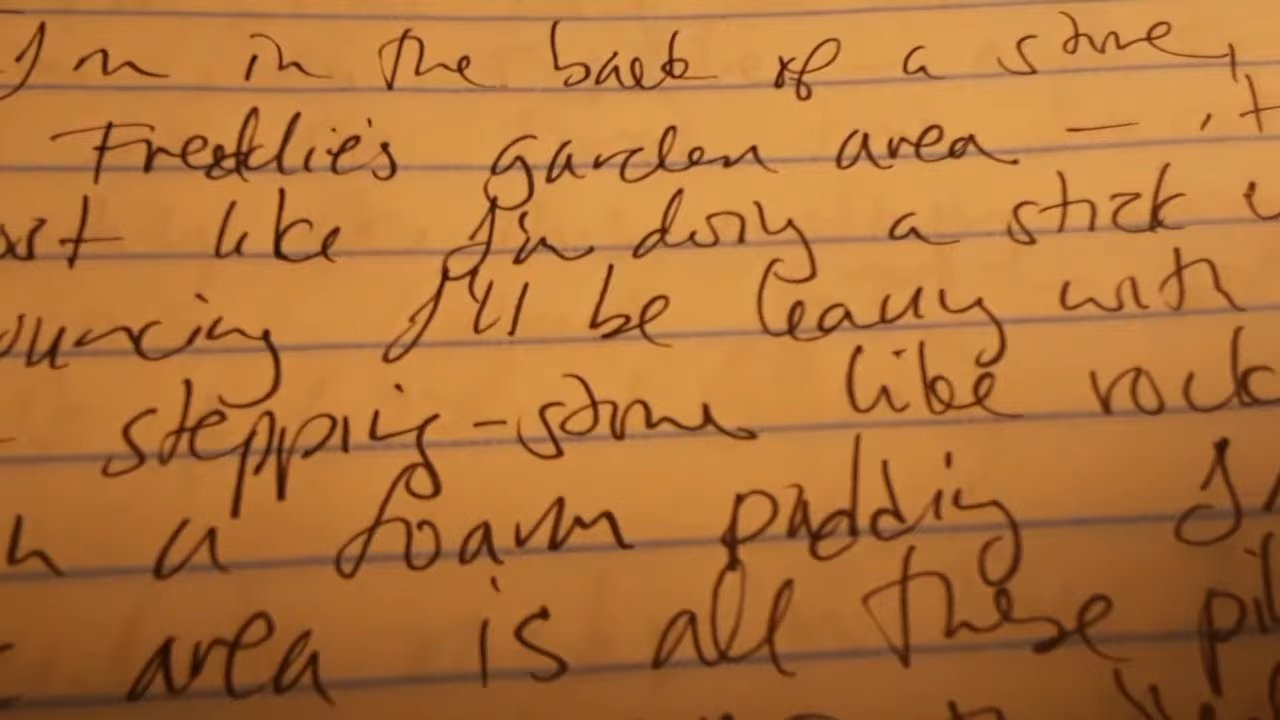 I'm in the back of a store,
Freddie's garden area – it
like I'm doing a stick
I'll be leaving with
stepping-stone like rock
a foam padding I
area is all these